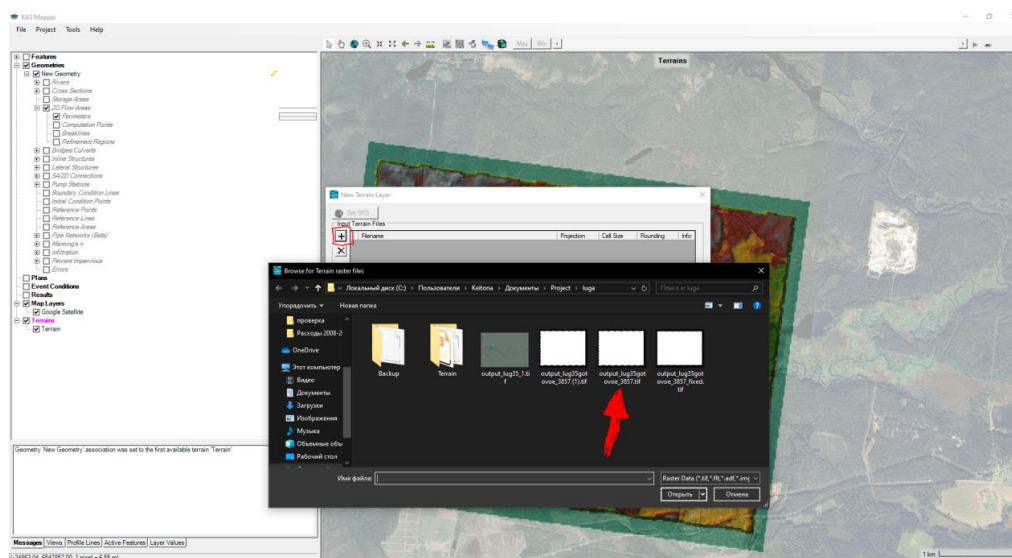 RAS Mapper
File Project Tools Help
Max Min
Features
Geometries
New Geometry
Rivers
Cross Sections
Storage Areas
2D Flow Areas
Perimeters
Computation Points
Breaklines
Refinement Regions
Bridges/Culverts
Inline Structures
Lateral Structures
SA/2D Connections
Pump Stations
Boundary Condition Lines
Initial Condition Points
Reference Points
Reference Lines
Reference Areas
Pipe Networks (Beta)
Manning's n
Infiltration
Percent Impervious
Errors
Plans
Event Conditions
Results
Map Layers
Google Satellite
Terrains
Terrain
Terrains
New Terrain Layer
Set SRS
Input Terrain Files
Filename Projection Cell Size Rounding Info
Browse for Terrain raster files
Локальный диск (C:) › Пользователи › Keitona › Документы › Project › luga
Поиск в: luga
Упорядочить Новая папка
проверка
Расходы 2008-2
OneDrive
Этот компьютер
Видео
Документы
Загрузки
Изображения
Музыка
Объемные объ
Рабочий стол
Backup
Terrain
output_lug35_1.ti
f
output_lug35got
ovoe_3857 (1).tif
output_lug35got
ovoe_3857.tif
output_lug35got
ovoe_3857_fixed.
tif
Имя файла:
Raster Data (*.tif,*.flt,*.adf,*.img
Открыть Отмена
Geometry 'New Geometry' association was set to the first available terrain 'Terrain'
Messages Views Profile Lines Active Features Layer Values
1 km